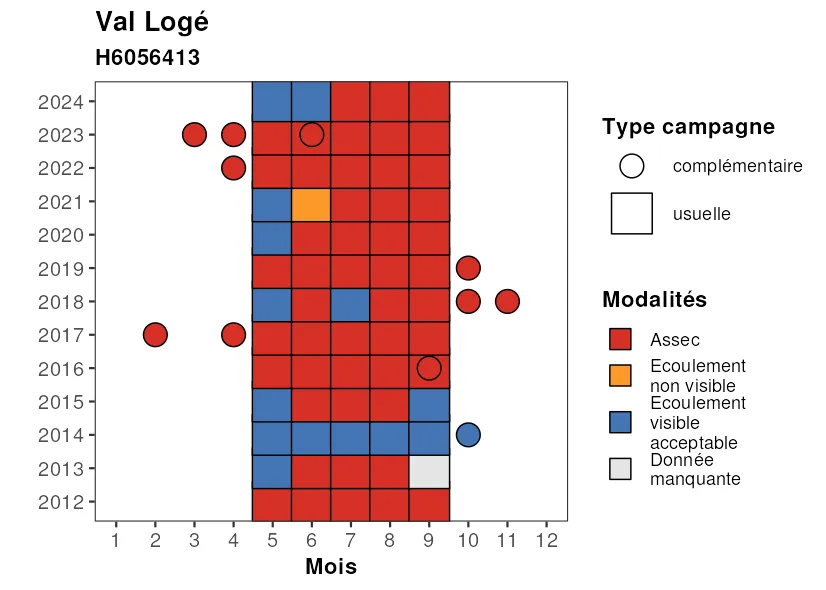 Val Logé
H6056413
2024
2023
2022
2021
2020
2019
2018
2017
2016
2015
2014
2013
2012
1 2 3 4 5 6 7 8 9 10 11 12
Mois
Type campagne
complémentaire
usuelle
Modalités
Assec
Ecoulement
non visible
Ecoulement
visible
acceptable
Donnée
manquante